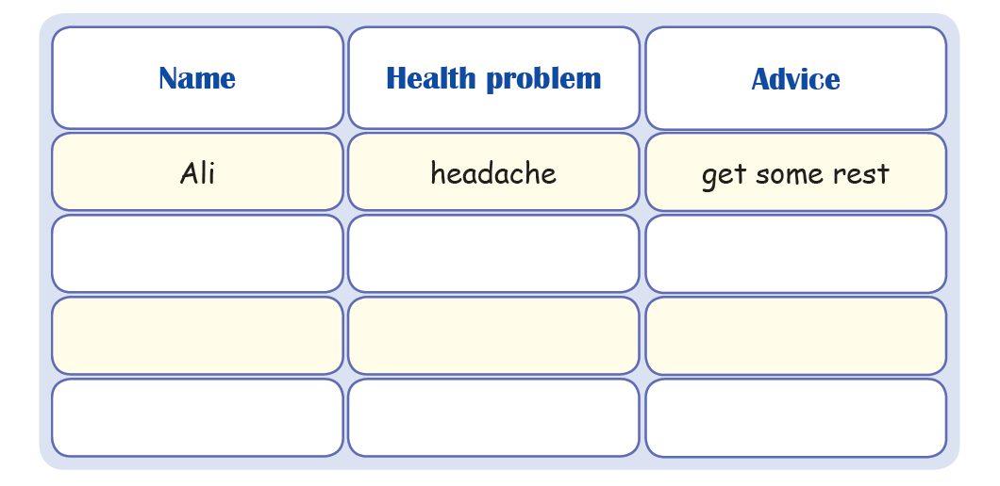 Name Health problem Advice
Ali headache get some rest